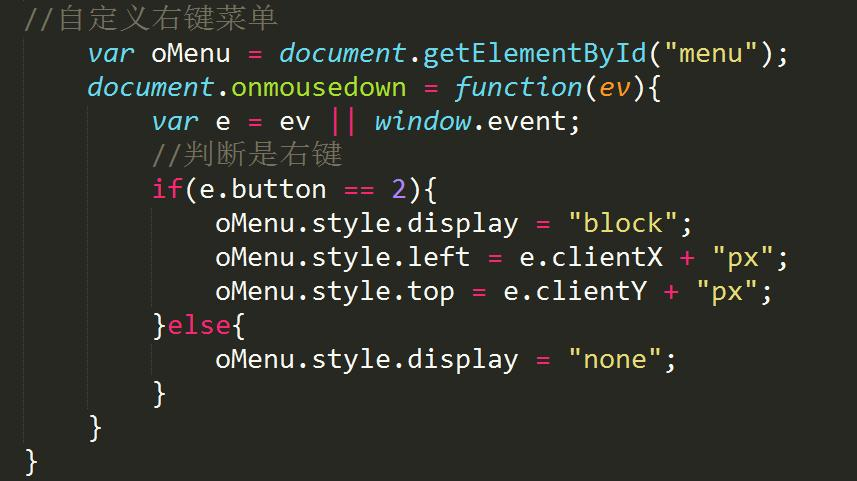 //自定义右键菜单
    var oMenu = document.getElementById("menu");
    document.onmousedown = function(ev){
        var e = ev || window.event;
        //判断是右键
        if(e.button == 2){
            oMenu.style.display = "block";
            oMenu.style.left = e.clientX + "px";
            oMenu.style.top = e.clientY + "px";
        }else{
            oMenu.style.display = "none";
        }
    }
}